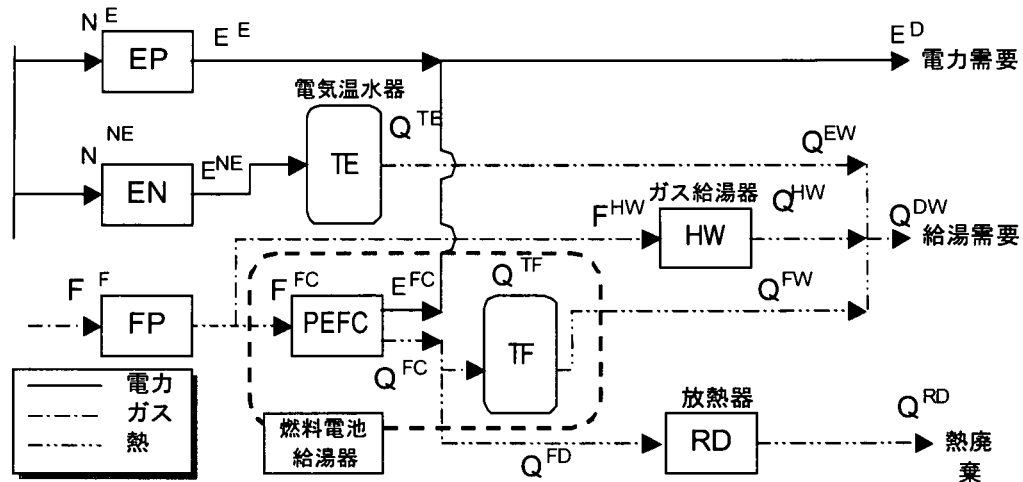 N E
EP
E E
E D
電力需要
電気温水器
Q TE
N NE
EN
E NE
TE
Q EW
ガス給湯器
F HW
HW
Q HW
Q DW
給湯需要
F F
FP
F FC
PEFC
E FC
Q FC
Q TF
TF
Q FW
電力
ガス
熱
燃料電池
給湯器
Q FD
放熱器
RD
Q RD
熱廃
棄